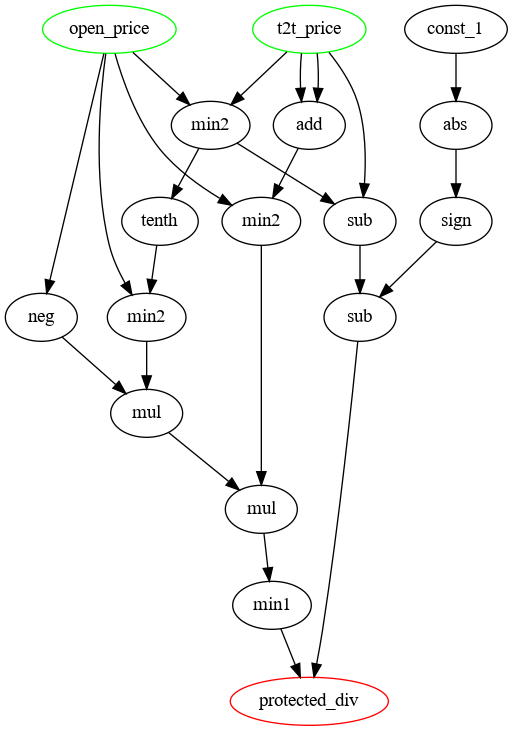 open_price t2t_price const_1
min2 add abs
tenth min2 sub sign
neg min2 sub
mul
mul
min1
protected_div